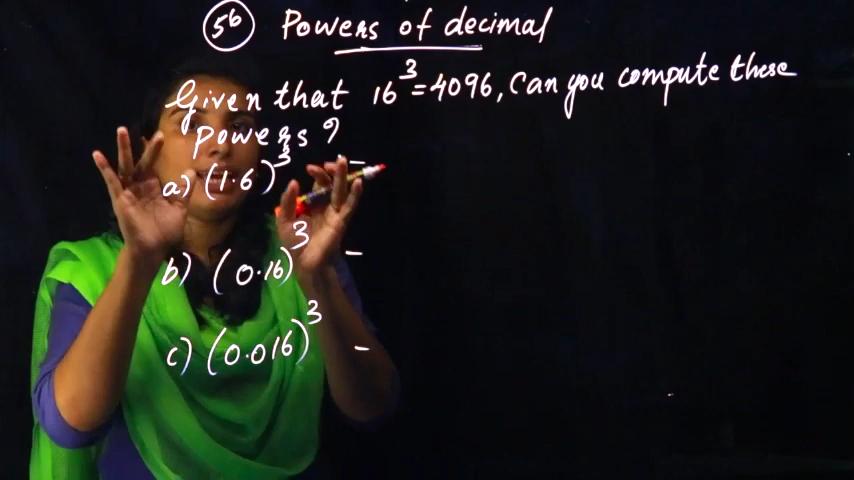 56 Powers of decimal
Given that 16³=4096, Can you compute these
powers ?
a) (1.6)³ -
b) (0.16)³ -
c) (0.016)³ -